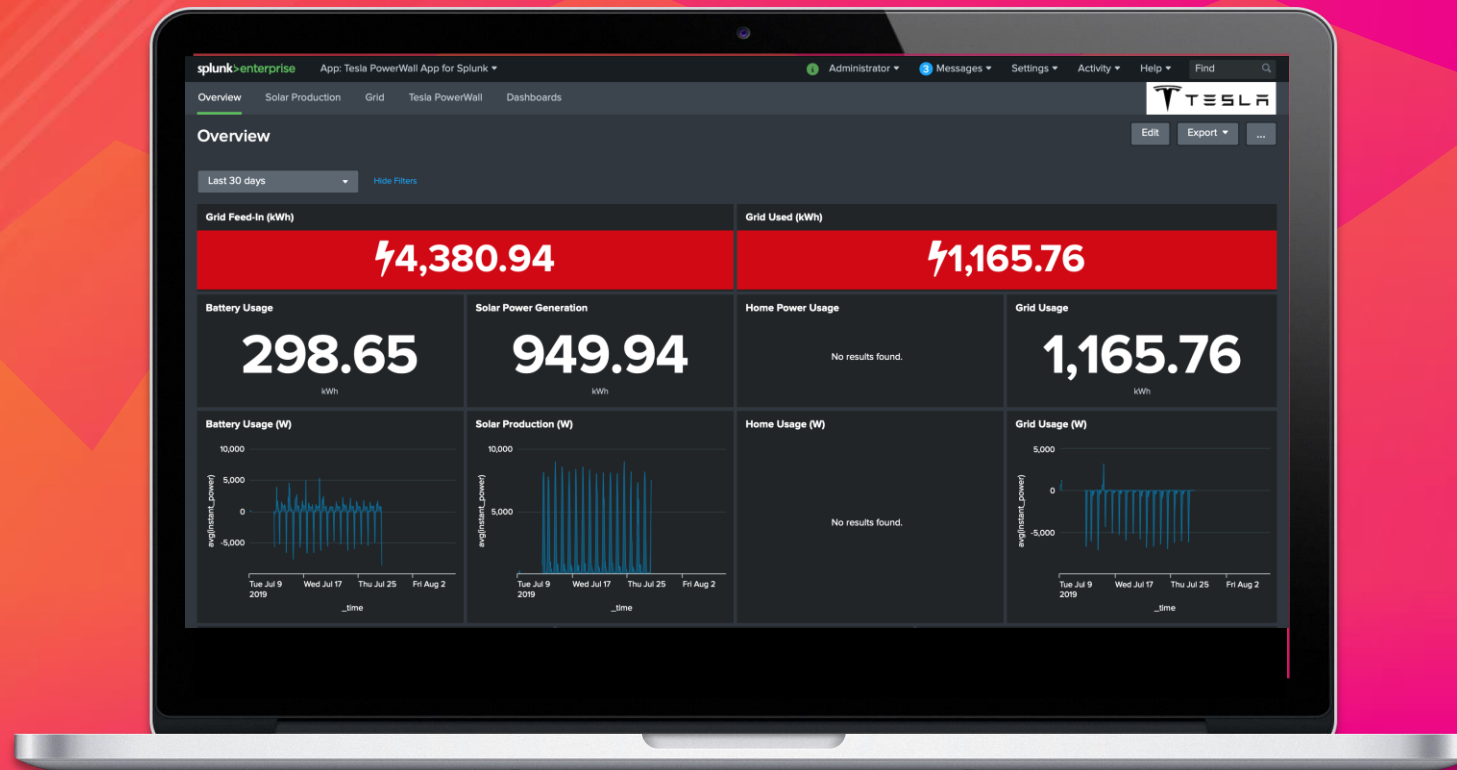 splunk>enterprise App: Tesla PowerWall App for Splunk i Administrator 3 Messages Settings Activity Help Find
Overview Solar Production Grid Tesla PowerWall Dashboards TESLA
Overview Edit Export ...
Last 30 days Hide Filters
Grid Feed-In (kWh) Grid Used (kWh)
4,380.94 1,165.76
Battery Usage Solar Power Generation Home Power Usage Grid Usage
298.65 949.94 No results found. 1,165.76
kWh kWh kWh
Battery Usage (W)
10,000
5,000
0
-5,000
avg(instant_power)
Tue Jul 9 Wed Jul 17 Thu Jul 25 Fri Aug 2
2019
_time
Solar Production (W)
10,000
5,000
avg(instant_power)
Tue Jul 9 Wed Jul 17 Thu Jul 25 Fri Aug 2
2019
_time
Home Usage (W)
No results found.
Grid Usage (W)
5,000
0
-5,000
avg(instant_power)
Tue Jul 9 Wed Jul 17 Thu Jul 25 Fri Aug 2
2019
_time